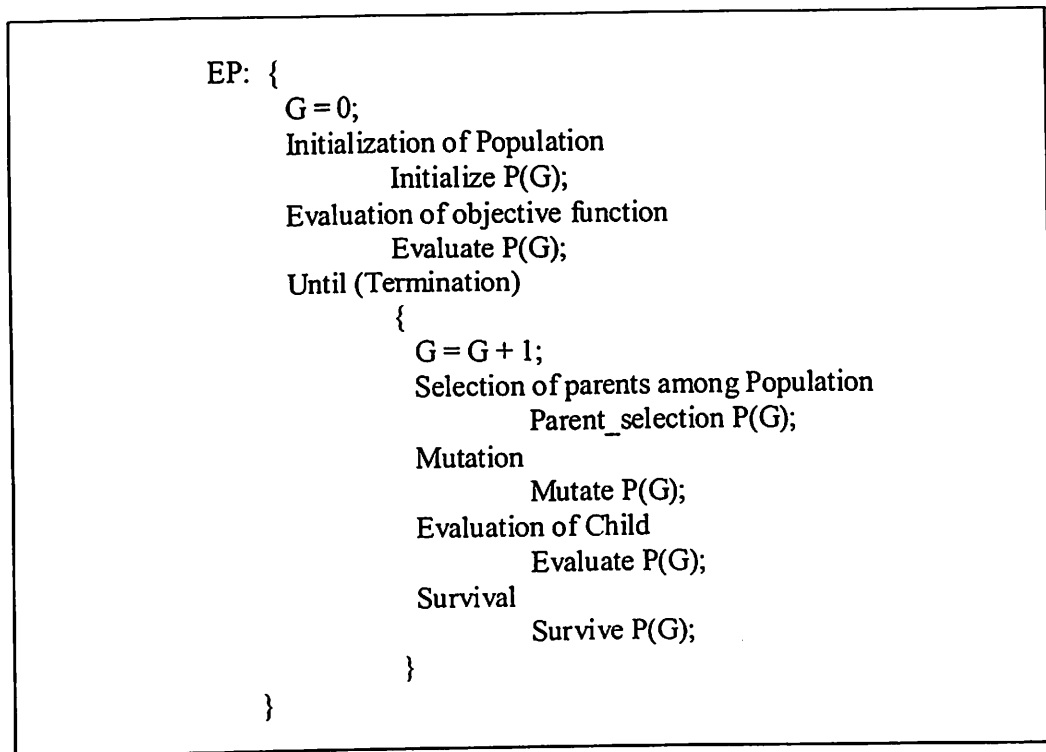 EP: {
G = 0;
Initialization of Population
Initialize P(G);
Evaluation of objective function
Evaluate P(G);
Until (Termination)
{
G = G + 1;
Selection of parents among Population
Parent_selection P(G);
Mutation
Mutate P(G);
Evaluation of Child
Evaluate P(G);
Survival
Survive P(G);
}
}